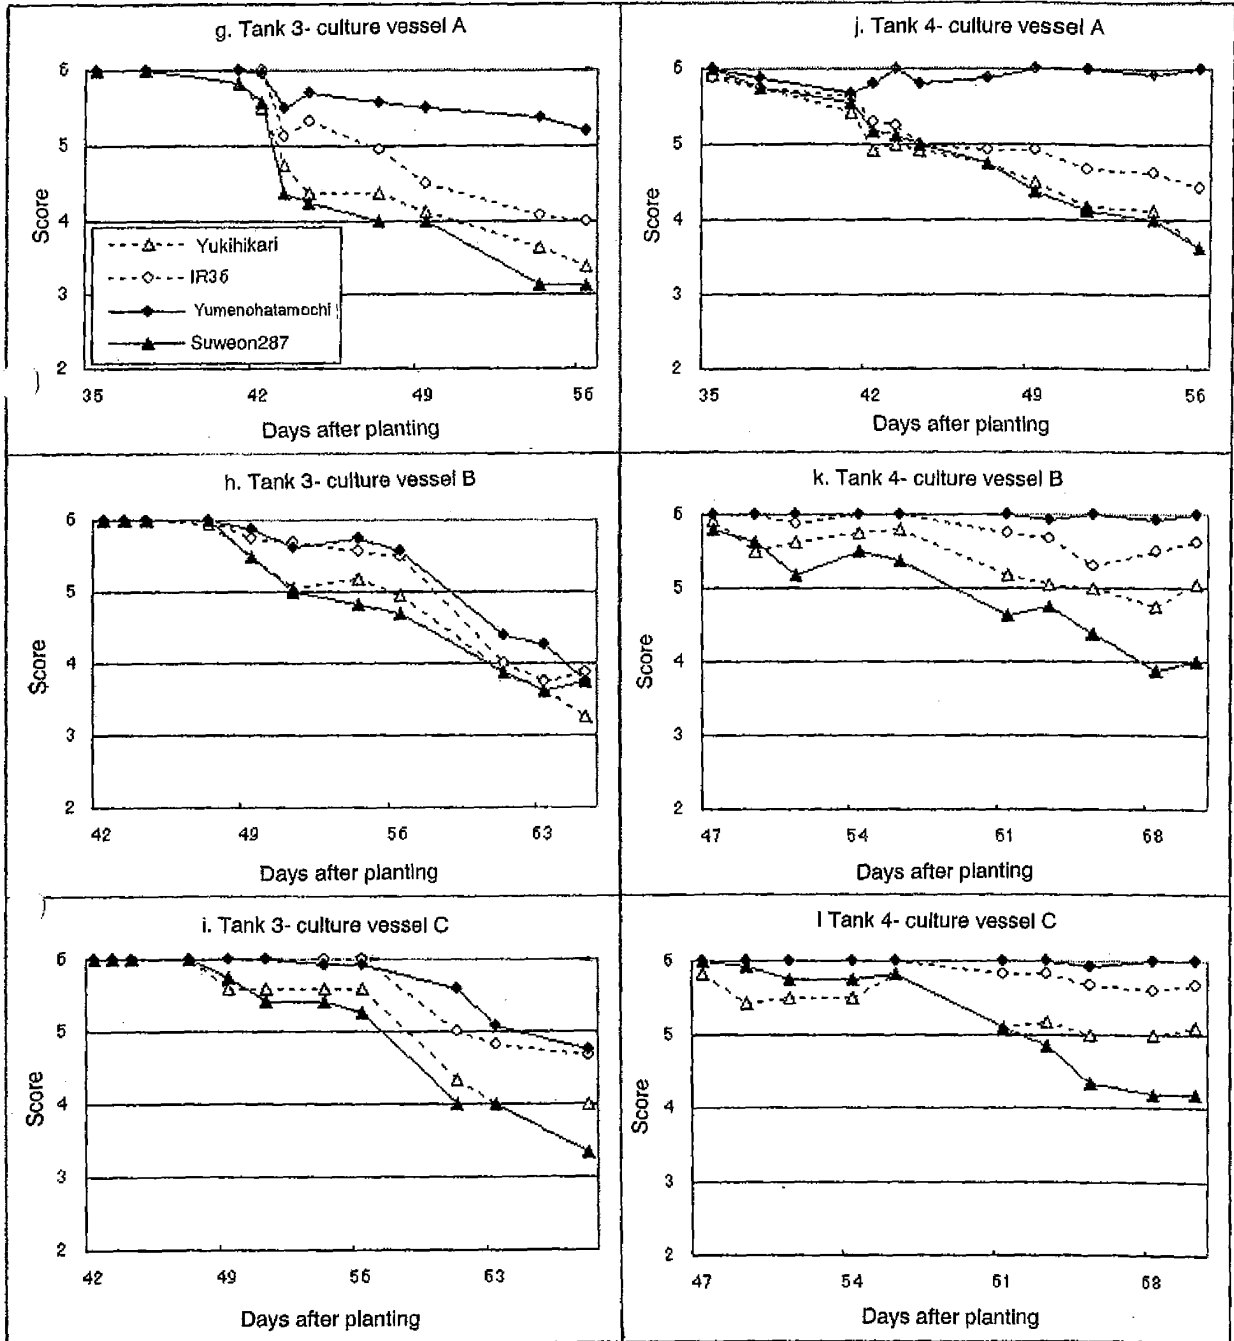 g. Tank 3- culture vessel A
6
5
4
3
2
Score
Yukihikari
IR36
Yumenohatamochi
Suweon287
35 42 49 56
Days after planting
j. Tank 4- culture vessel A
6
5
4
3
2
Score
35 42 49 56
Days after planting
h. Tank 3- culture vessel B
6
5
4
3
2
Score
42 49 56 63
Days after planting
k. Tank 4- culture vessel B
6
5
4
3
2
Score
47 54 61 68
Days after planting
i. Tank 3- culture vessel C
6
5
4
3
2
Score
42 49 56 63
Days after planting
l Tank 4- culture vessel C
6
5
4
3
2
Score
47 54 61 68
Days after planting